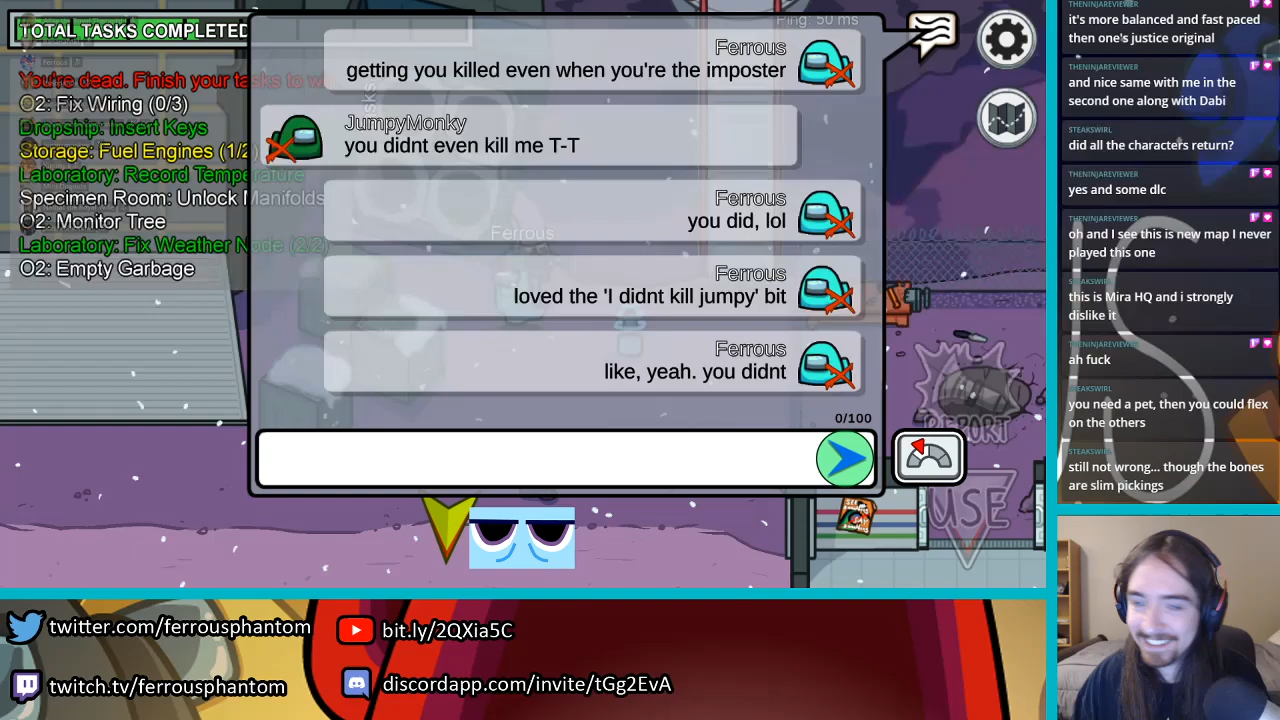 TOTAL TASKS COMPLETED
Ping: 50 ms
You're dead. Finish your tasks to w
O2: Fix Wiring (0/3)
Dropship: Insert Keys
Storage: Fuel Engines (1/2)
Laboratory: Record Temperature
Specimen Room: Unlock Manifolds
O2: Monitor Tree
Laboratory: Fix Weather Node (2/2)
O2: Empty Garbage
Ferrous
getting you killed even when you're the imposter
JumpyMonky
you didnt even kill me T-T
Ferrous
you did, lol
Ferrous
Ferrous
loved the 'I didnt kill jumpy' bit
Ferrous
like, yeah. you didnt
0/100
REPORT
USE
THENINJAREVIEWER
it's more balanced and fast paced
then one's justice original
THENINJAREVIEWER
and nice same with me in the
second one along with Dabi
STEAKSWIRL
did all the characters return?
THENINJAREVIEWER
yes and some dlc
THENINJAREVIEWER
oh and I see this is new map I never
played this one
STEAKSWIRL
this is Mira HQ and i strongly
dislike it
THENINJAREVIEWER
ah fuck
STEAKSWIRL
you need a pet, then you could flex
on the others
STEAKSWIRL
still not wrong... though the bones
are slim pickings
twitter.com/ferrousphantom
bit.ly/2QXia5C
twitch.tv/ferrousphantom
discordapp.com/invite/tGg2EvA